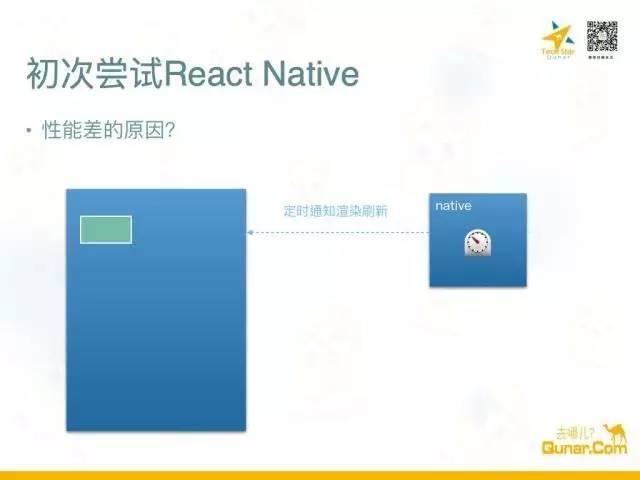 Tech Star
Qunar
初次尝试React Native
• 性能差的原因?
定时通知渲染刷新
native
去哪儿?
Qunar.Com